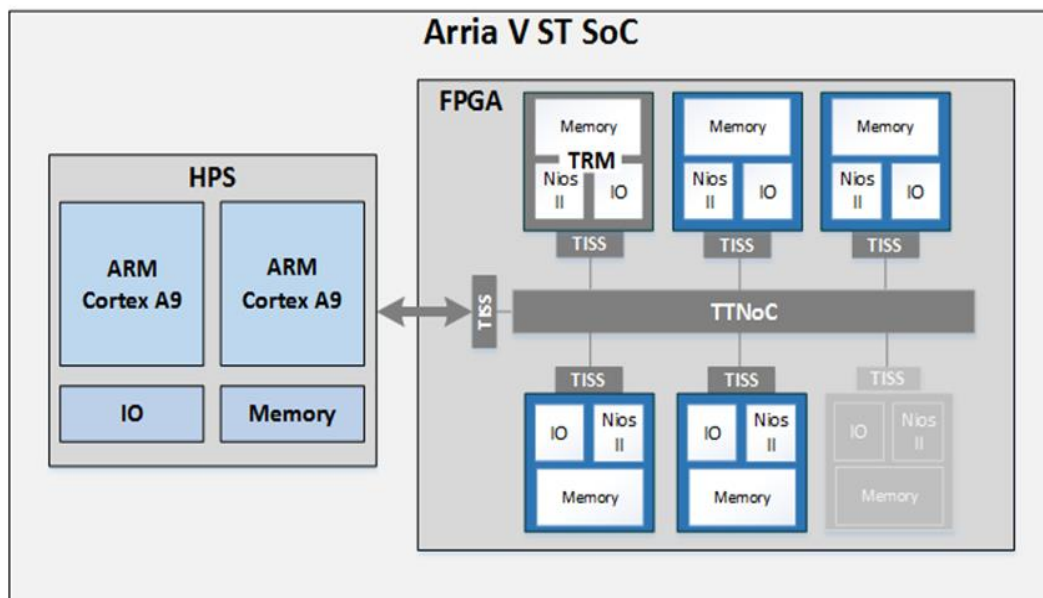 Arria V ST SoC
HPS
ARM
Cortex A9
ARM
Cortex A9
IO
Memory
FPGA
Memory
TRM
Nios
II
IO
TISS
Memory
Nios
II
IO
TISS
Memory
Nios
II
IO
TISS
TISS
TTNoC
TISS
IO
Nios
II
Memory
TISS
IO
Nios
II
Memory
TISS
IO
Nios
II
Memory